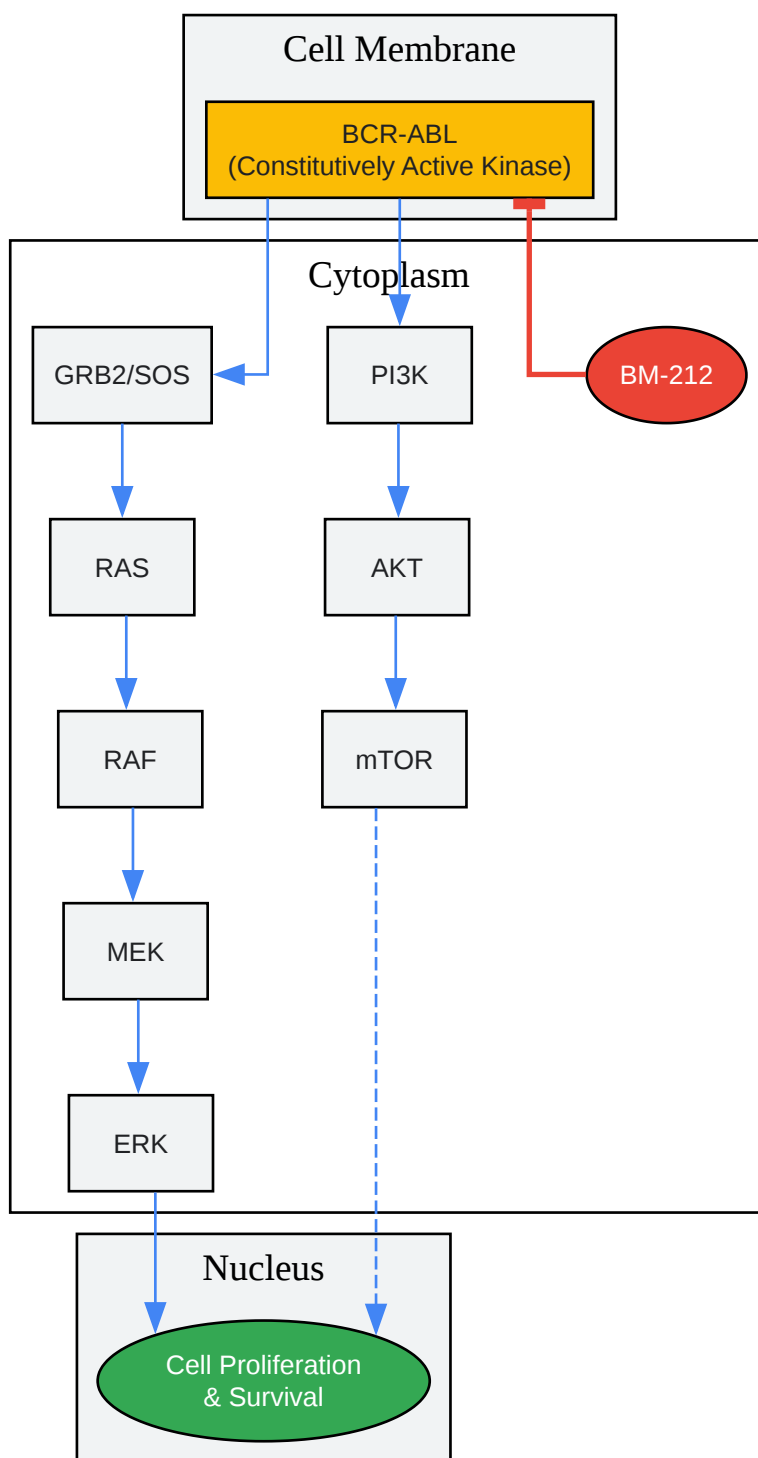 Cell Membrane
BCR-ABL
(Constitutively Active Kinase)
Cytoplasm
GRB2/SOS
PI3K
BM-212
RAS
AKT
RAF
mTOR
MEK
ERK
Nucleus
Cell Proliferation
& Survival